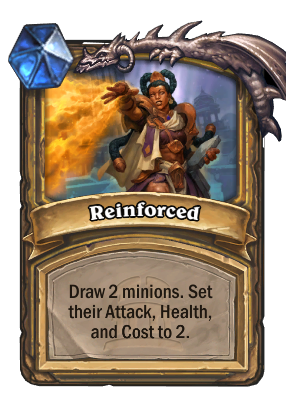 Reinforced
Draw 2 minions. Set
their Attack, Health,
and Cost to 2.